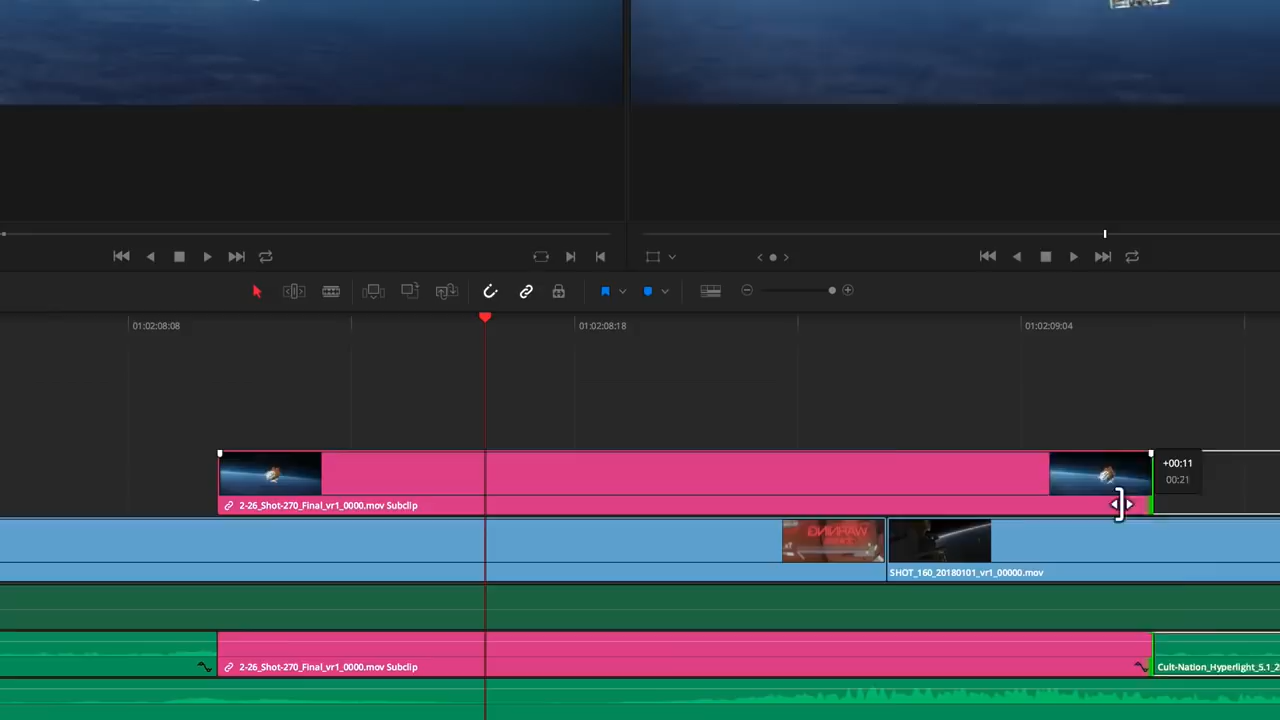 01:02:08:08
01:02:08:18
01:02:09:04
+00:11
00:21
2-26_Shot-270_Final_vr1_0000.mov Subclip
SHOT_160_20180101_vr1_00000.mov
2-26_Shot-270_Final_vr1_0000.mov Subclip
Cult-Nation_Hyperlight_5.1_2